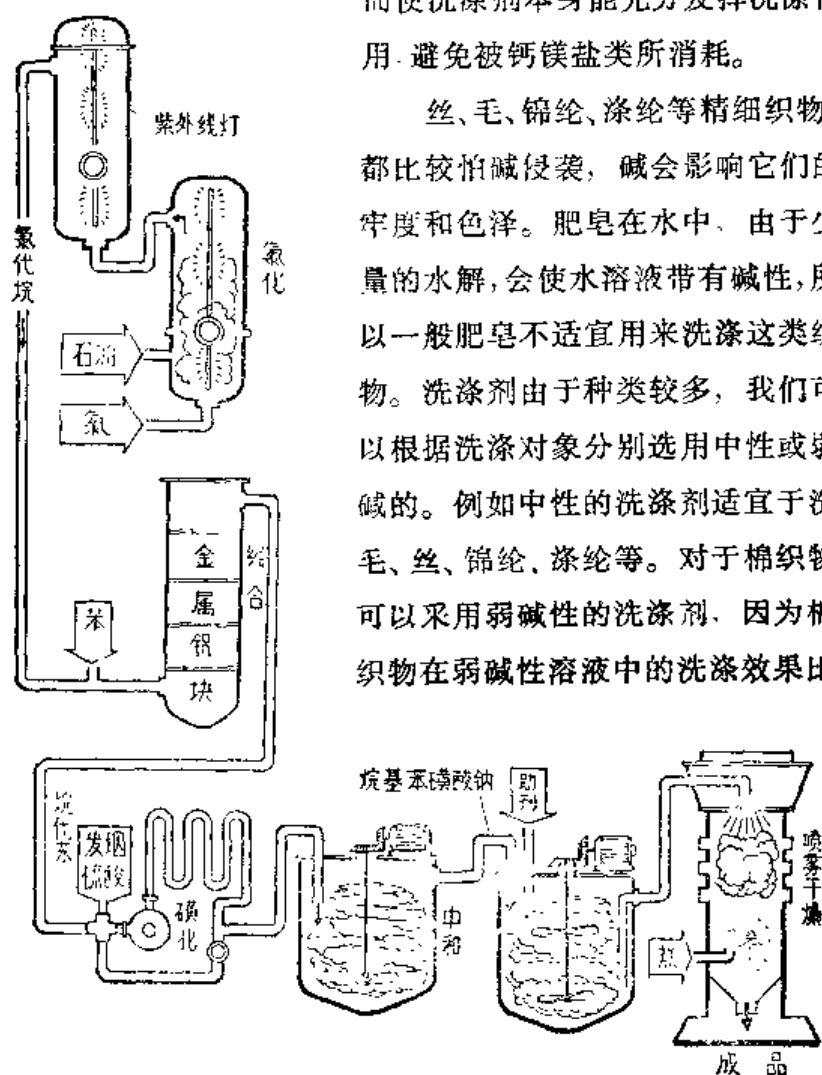 而使洗涤剂本身能充分发挥洗涤作
用.避免被钙镁盐类所消耗。
丝、毛、锦纶、涤纶等精细织物
都比较怕碱侵袭，碱会影响它们的
牢度和色泽。肥皂在水中、由于少
量的水解，会使水溶液带有碱性，所
以一般肥皂不适宜用来洗涤这类织
物。洗涤剂由于种类较多，我们可
以根据洗涤对象分别选用中性或弱
碱的。例如中性的洗涤剂适宜于洗
毛、丝、锦纶、涤纶等。对于棉织物
可以采用弱碱性的洗涤剂、因为棉
织物在弱碱性溶液中的洗涤效果比
紫外线灯
氯代烷
氯化
石油
氯
苯
金属铝块
缩合
烷代苯
发烟
硫酸
磺化
烷基苯磺酸钠
中和
助剂
热
喷雾干燥
成品